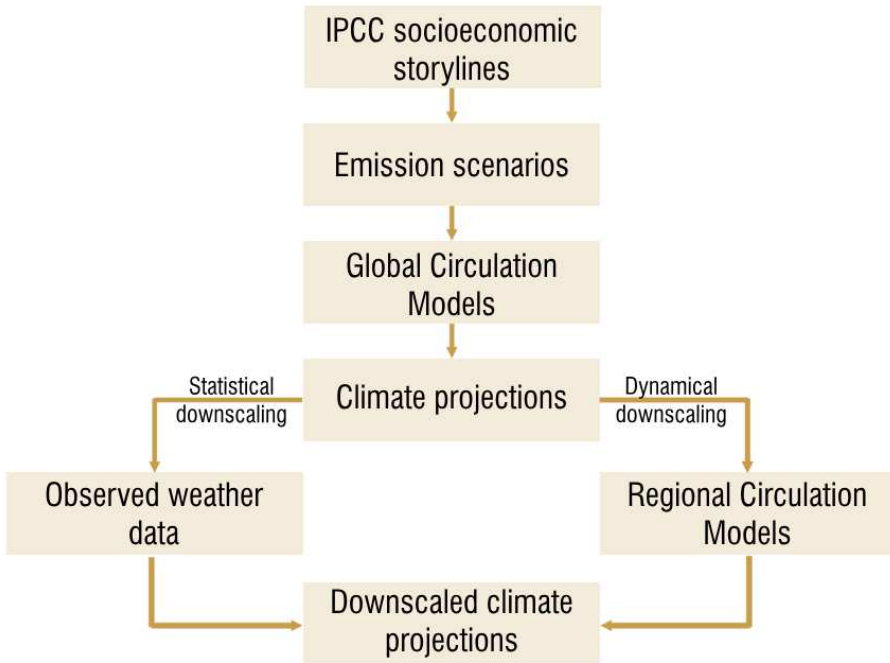 IPCC socioeconomic
storylines
Emission scenarios
Global Circulation
Models
Climate projections
Statistical
downscaling
Dynamical
downscaling
Observed weather
data
Regional Circulation
Models
Downscaled climate
projections